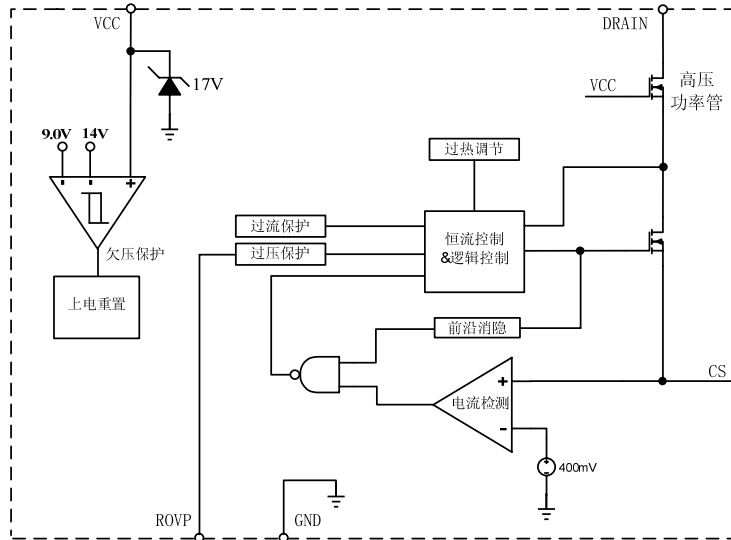 VCC
DRAIN
17V
VCC
高压
功率管
9.0V
14V
过热调节
过流保护
过压保护
恒流控制
&逻辑控制
欠压保护
上电重置
前沿消隐
电流检测
CS
400mV
ROVP
GND